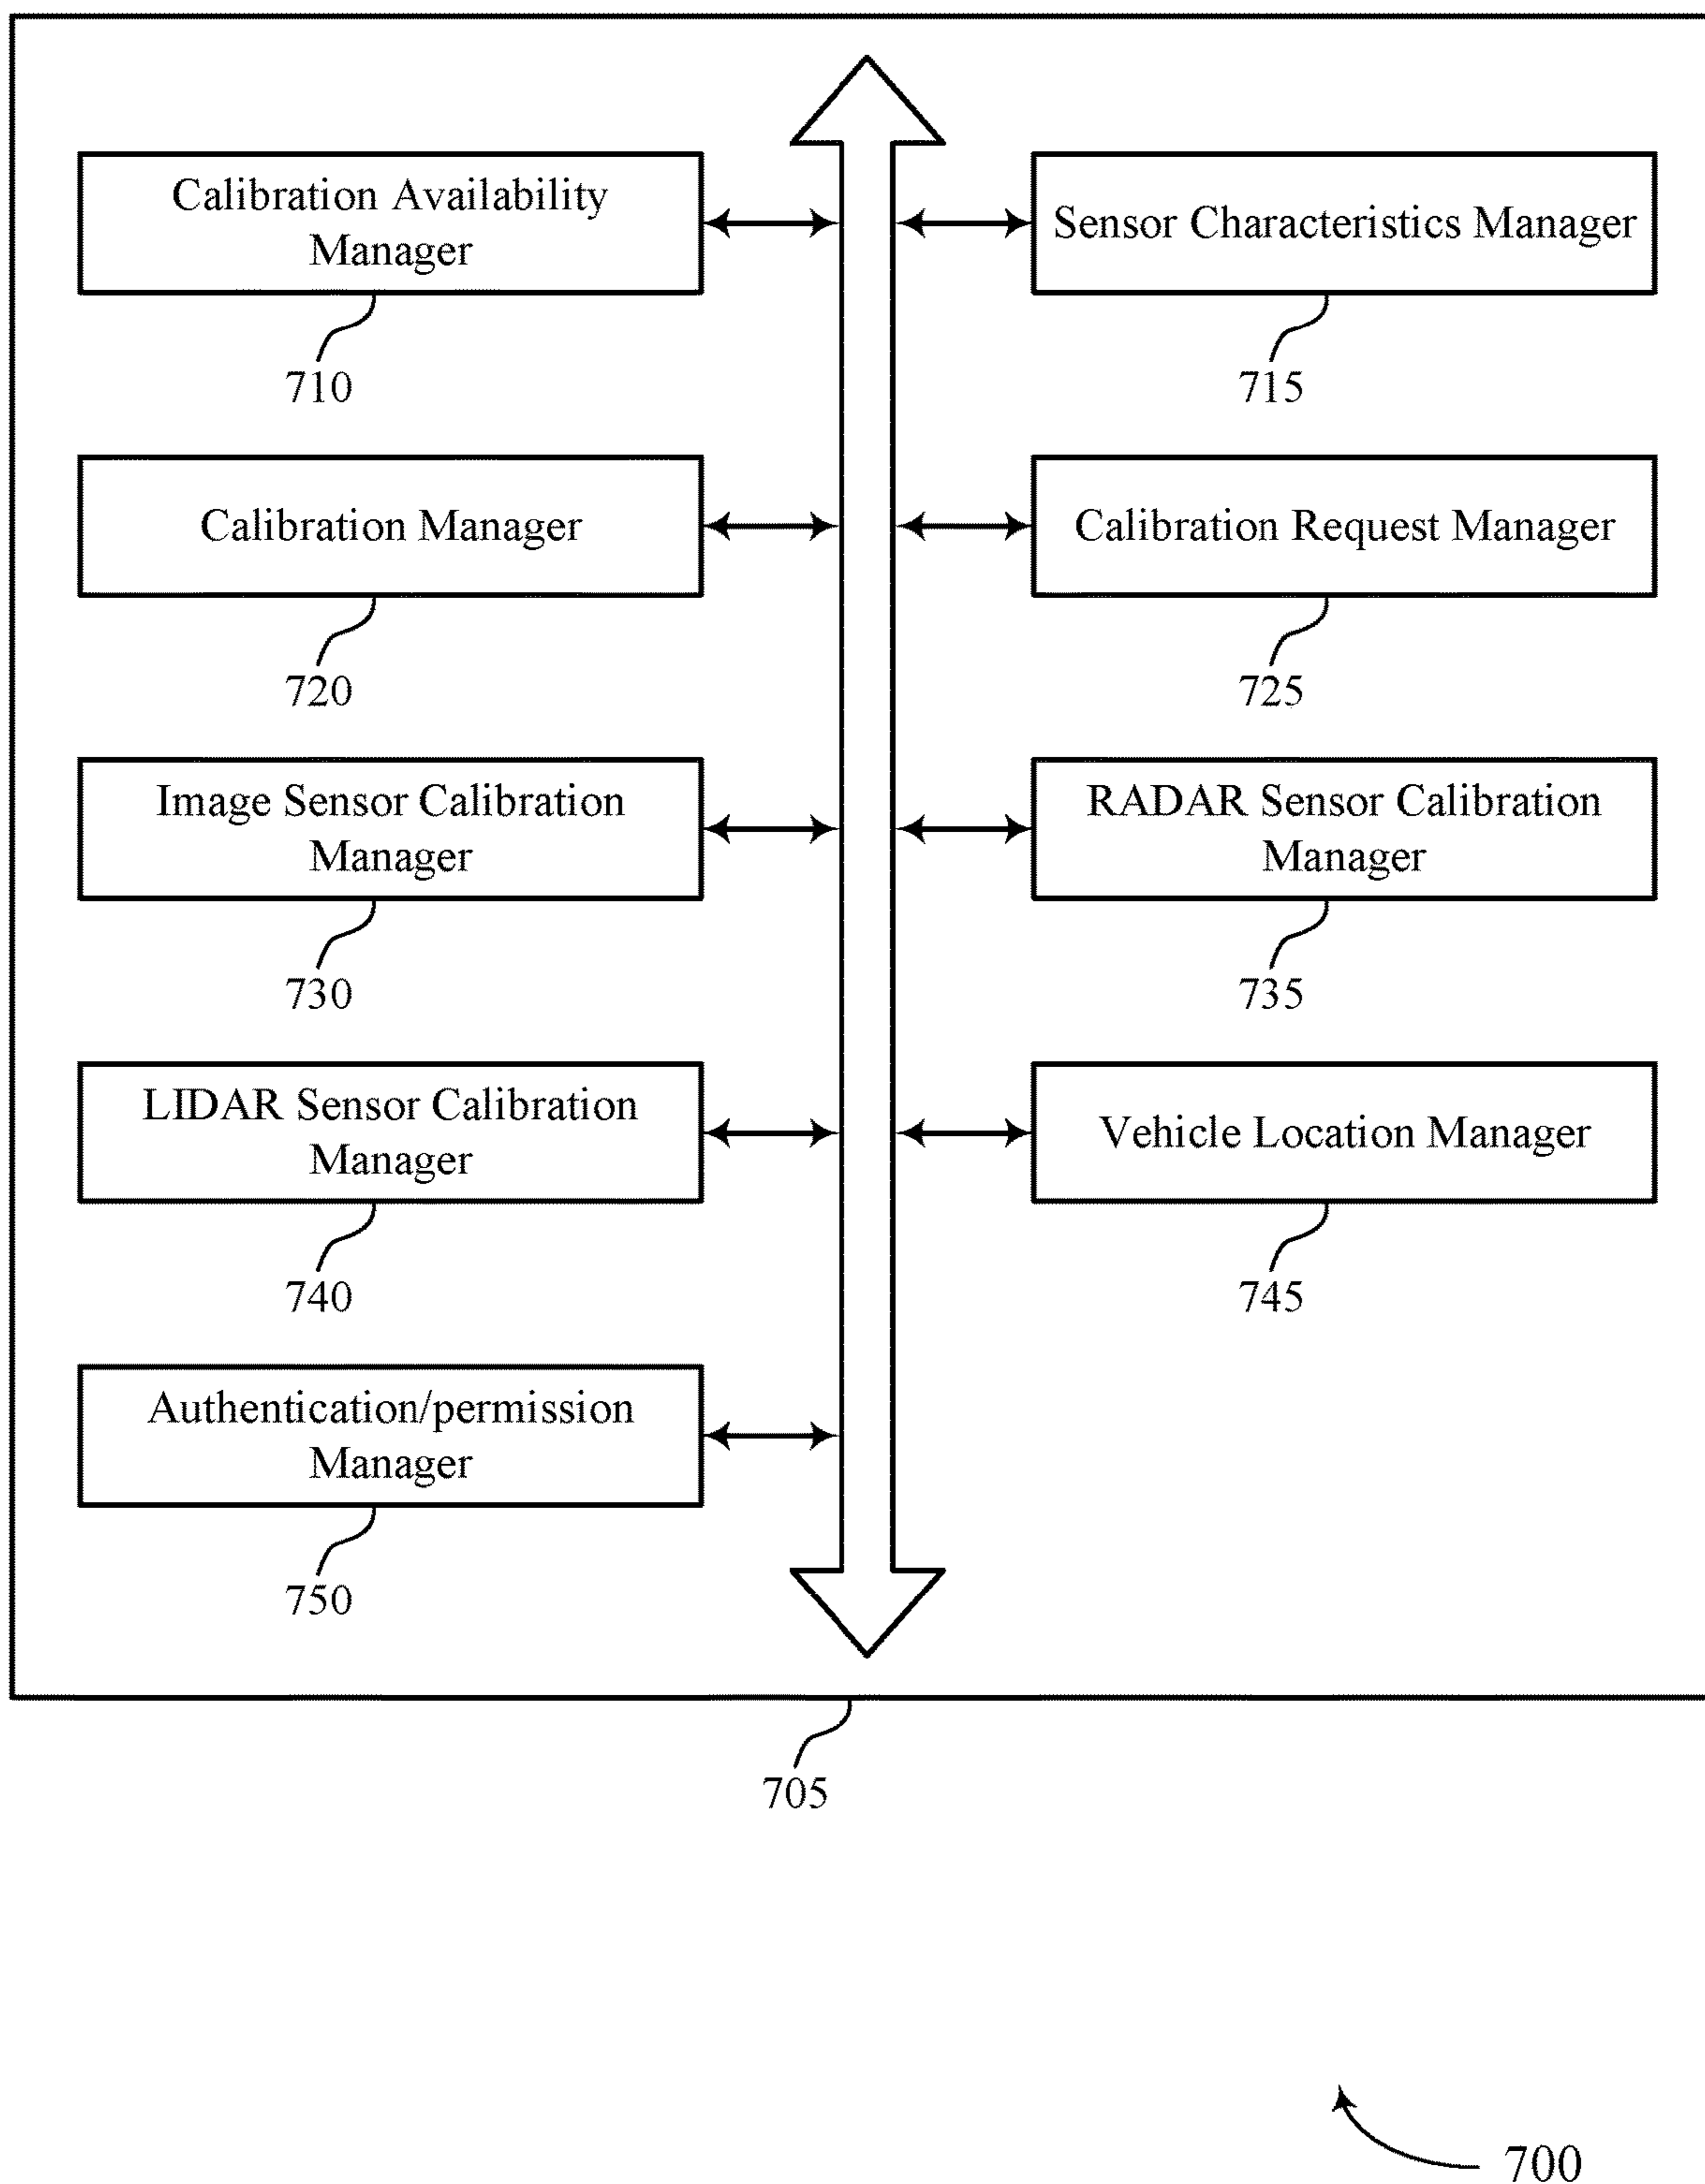 Calibration Availability
Manager
710
Sensor Characteristics Manager
715
Calibration Manager
720
Calibration Request Manager
725
Image Sensor Calibration
Manager
730
RADAR Sensor Calibration
Manager
735
LIDAR Sensor Calibration
Manager
740
Vehicle Location Manager
745
Authentication/permission
Manager
750
705
700